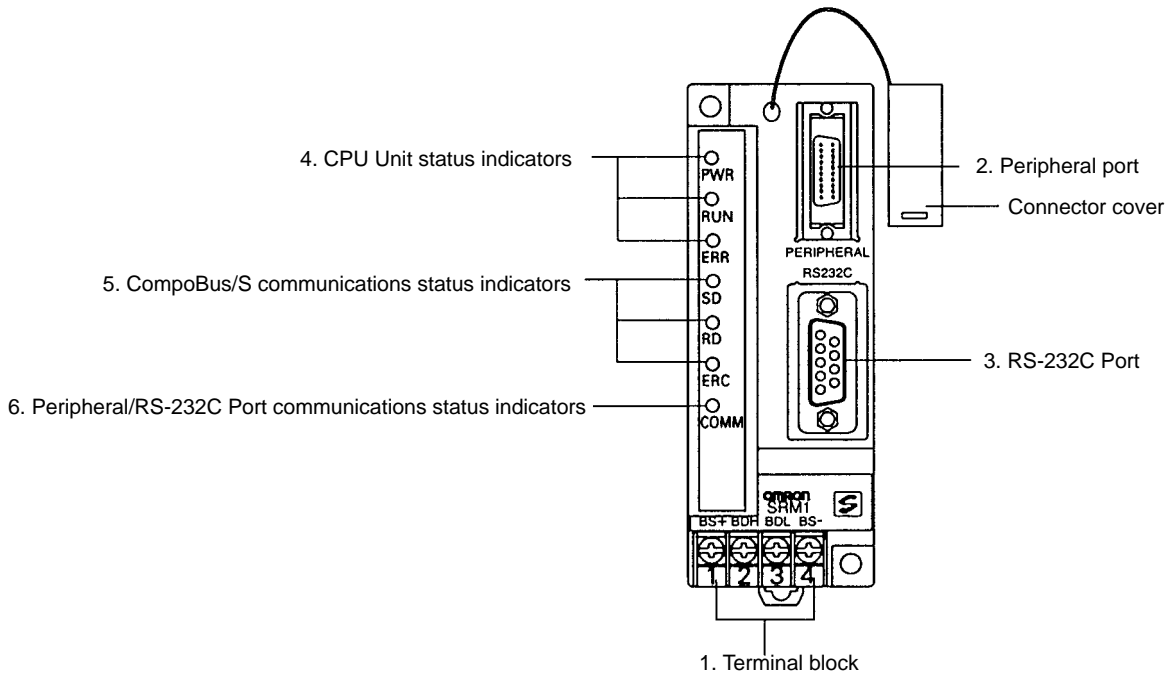 4. CPU Unit status indicators
PWR
RUN
ERR
5. CompoBus/S communications status indicators
SD
RD
ERC
6. Peripheral/RS-232C Port communications status indicators
COMM
2. Peripheral port
Connector cover
PERIPHERAL
RS232C
3. RS-232C Port
OMRON
SRM1
S
BS+ BDH BDL BS-
1 2 3 4
1. Terminal block